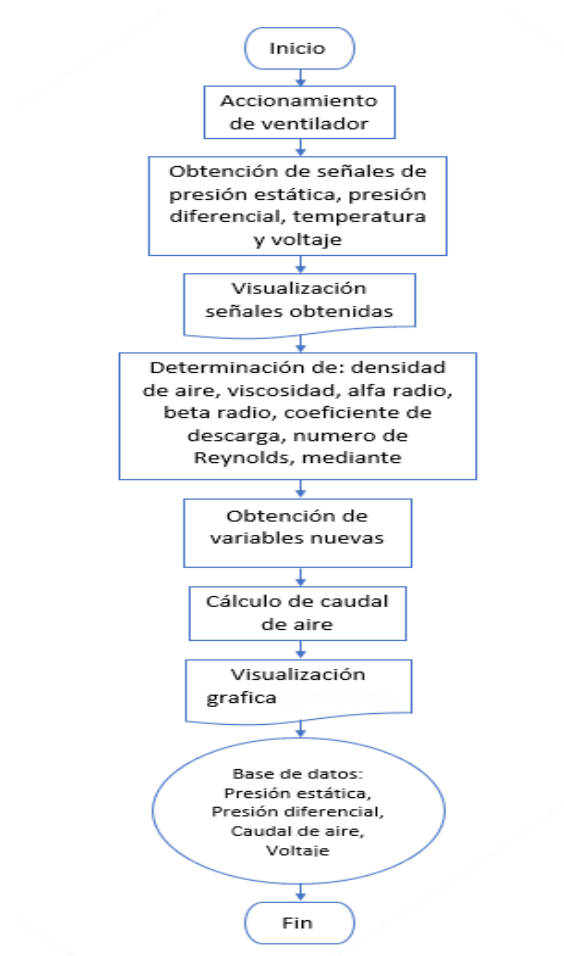 Inicio
Accionamiento
de ventilador
Obtención de señales de
presión estática, presión
diferencial, temperatura
y voltaje
Visualización
señales obtenidas
Determinación de: densidad
de aire, viscosidad, alfa radio,
beta radio, coeficiente de
descarga, numero de
Reynolds, mediante
Obtención de
variables nuevas
Cálculo de caudal
de aire
Visualización
grafica
Base de datos:
Presión estática,
Presión diferencial,
Caudal de aire,
Voltaje
Fin